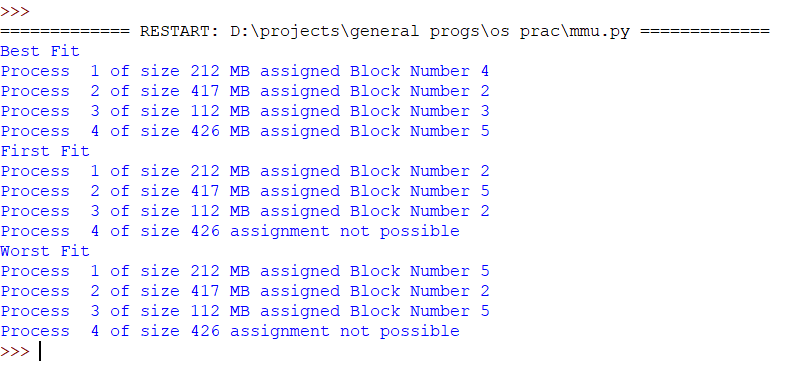 >>>
============= RESTART: D:\projects\general progs\os prac\mmu.py =============
Best Fit
Process  1 of size 212 MB assigned Block Number 4
Process  2 of size 417 MB assigned Block Number 2
Process  3 of size 112 MB assigned Block Number 3
Process  4 of size 426 MB assigned Block Number 5
First Fit
Process  1 of size 212 MB assigned Block Number 2
Process  2 of size 417 MB assigned Block Number 5
Process  3 of size 112 MB assigned Block Number 2
Process  4 of size 426 assignment not possible
Worst Fit
Process  1 of size 212 MB assigned Block Number 5
Process  2 of size 417 MB assigned Block Number 2
Process  3 of size 112 MB assigned Block Number 5
Process  4 of size 426 assignment not possible
>>>